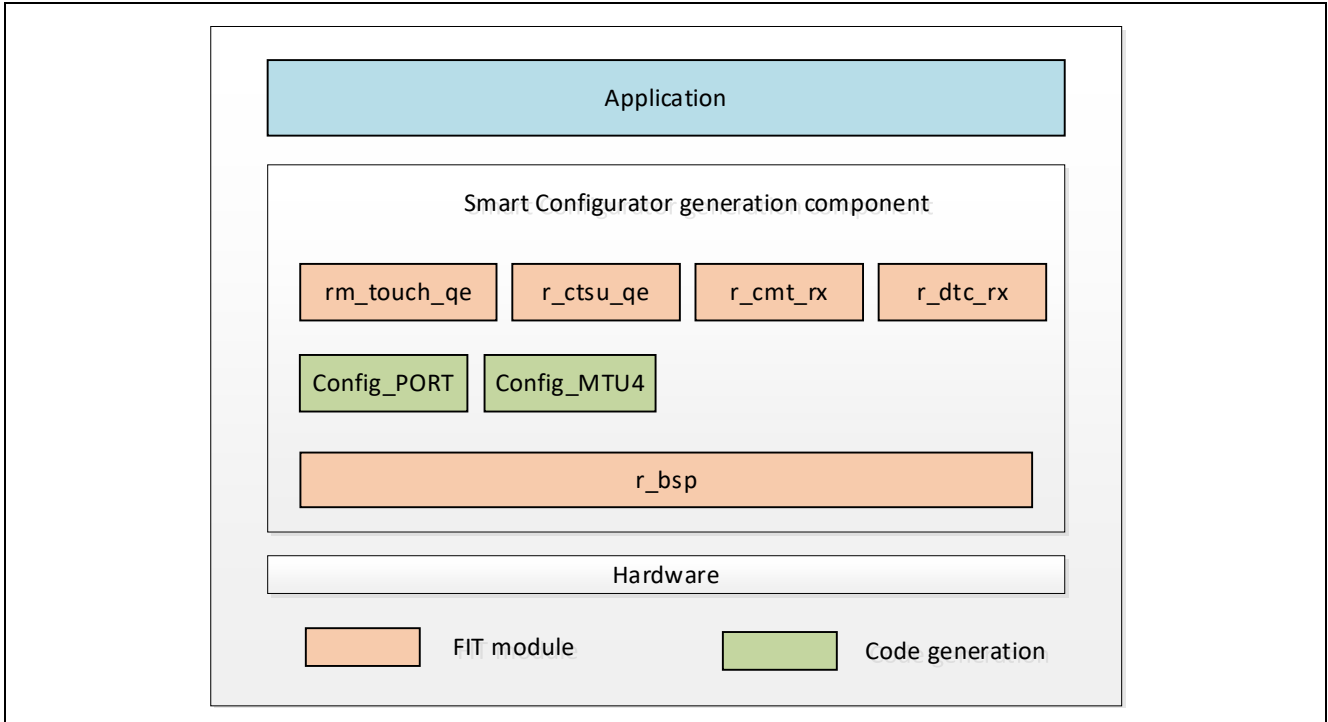 Application
Smart Configurator generation component
rm_touch_qe
r_ctsu_qe
r_cmt_rx
r_dtc_rx
Config_PORT
Config_MTU4
r_bsp
Hardware
FIT module
Code generation